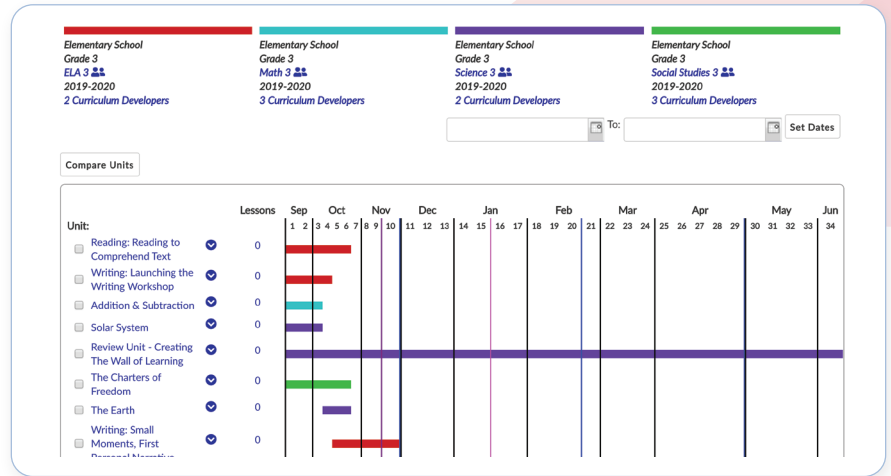 Elementary School
Grade 3
ELA 3
2019-2020
2 Curriculum Developers
Elementary School
Grade 3
Math 3
2019-2020
3 Curriculum Developers
Elementary School
Grade 3
Science 3
2019-2020
2 Curriculum Developers
Elementary School
Grade 3
Social Studies 3
2019-2020
3 Curriculum Developers
To:
Set Dates
Compare Units
Lessons Sep Oct Nov Dec Jan Feb Mar Apr May Jun
Unit: 1 2 3 4 5 6 7 8 9 10 11 12 13 14 15 16 17 18 19 20 21 22 23 24 25 26 27 28 29 30 31 32 33 34
Reading: Reading to
Comprehend Text
0
Writing: Launching the
Writing Workshop
0
Addition & Subtraction 0
Solar System 0
Review Unit - Creating
The Wall of Learning
0
The Charters of
Freedom
0
The Earth 0
Writing: Small
Moments, First
0
Personal Narrative